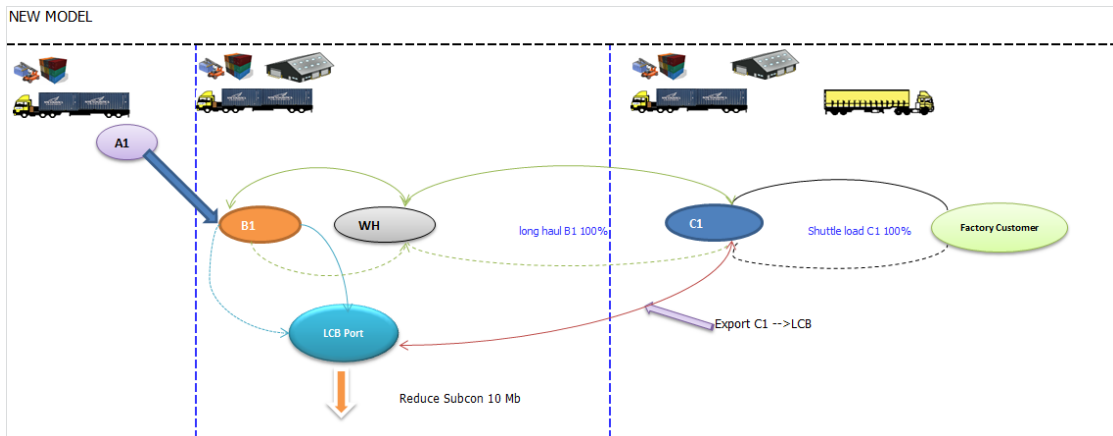 NEW MODEL
A1
B1
WH
long haul B1 100%
C1
Shuttle load C1 100%
Factory Customer
LCB Port
Export C1 -->LCB
Reduce Subcon 10 Mb